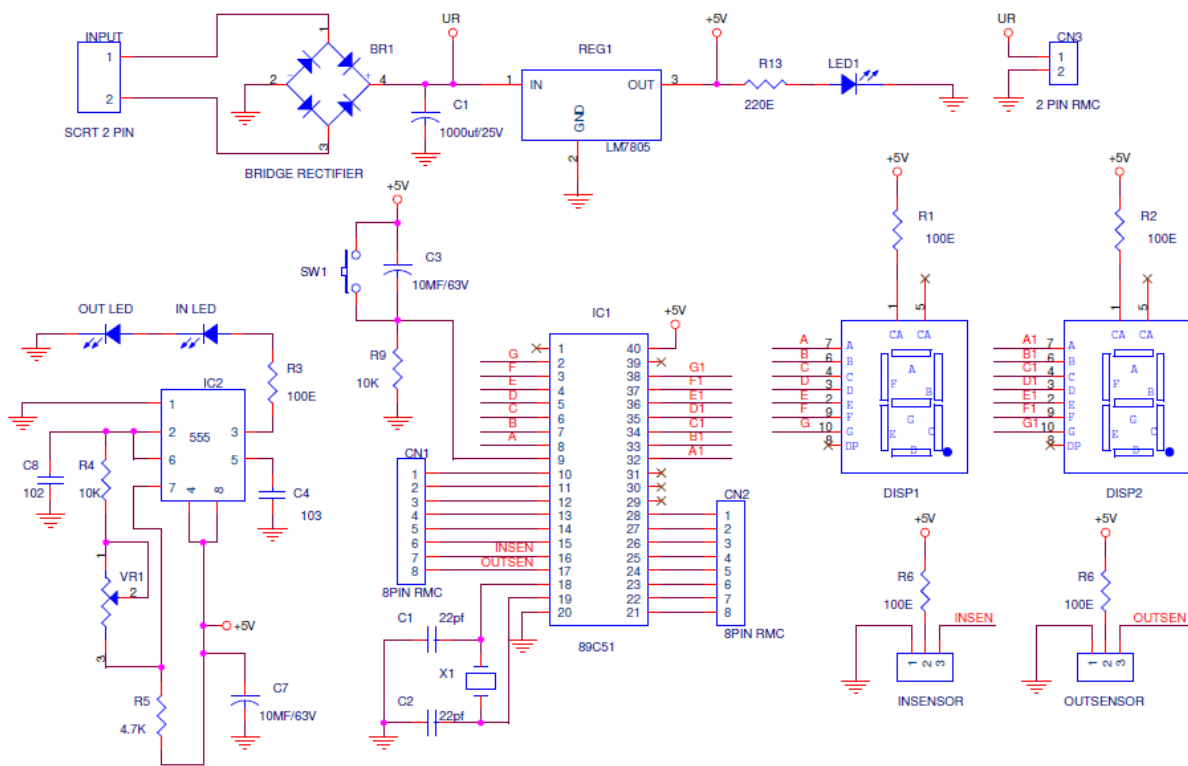 INPUT
1
2
SCRT 2 PIN
1
2
3
4
-
+
BR1
BRIDGE RECTIFIER
UR
C1
1000uf/25V
REG1
1
IN
OUT
3
GND
2
LM7805
+5V
R13
220E
LED1
UR
CN3
1
2
2 PIN RMC
+5V
SW1
C3
10MF/63V
R9
10K
OUT LED
IN LED
R3
100E
IC2
555
1
2
6
7
3
5
4
8
C8
102
R4
10K
C4
103
VR1
1
2
3
+5V
R5
4.7K
C7
10MF/63V
IC1
+5V
G
F
E
D
C
B
A
1
2
3
4
5
6
7
8
9
10
11
12
13
14
15
16
17
18
19
20
40
39
38
37
36
35
34
33
32
31
30
29
28
27
26
25
24
23
22
21
G1
F1
E1
D1
C1
B1
A1
CN1
1
2
3
4
5
6
7
8
8PIN RMC
INSEN
OUTSEN
CN2
1
2
3
4
5
6
7
8
8PIN RMC
89C51
C1
22pf
X1
C2
22pf
+5V
R1
100E
1
5
CA CA
A 7 A
B 6 B
C 4 C
D 3 D
E 2 E
F 9 F
G 10 G
8 DP
A
F
B
G
E
C
D
DISP1
+5V
R2
100E
1
5
CA CA
A1 7 A
B1 6 B
C1 4 C
D1 3 D
E1 2 E
F1 9 F
G1 10 G
8 DP
A
F
B
G
E
C
D
DISP2
+5V
R6
100E
INSEN
1 2 3
INSENSOR
+5V
R6
100E
OUTSEN
1 2 3
OUTSENSOR